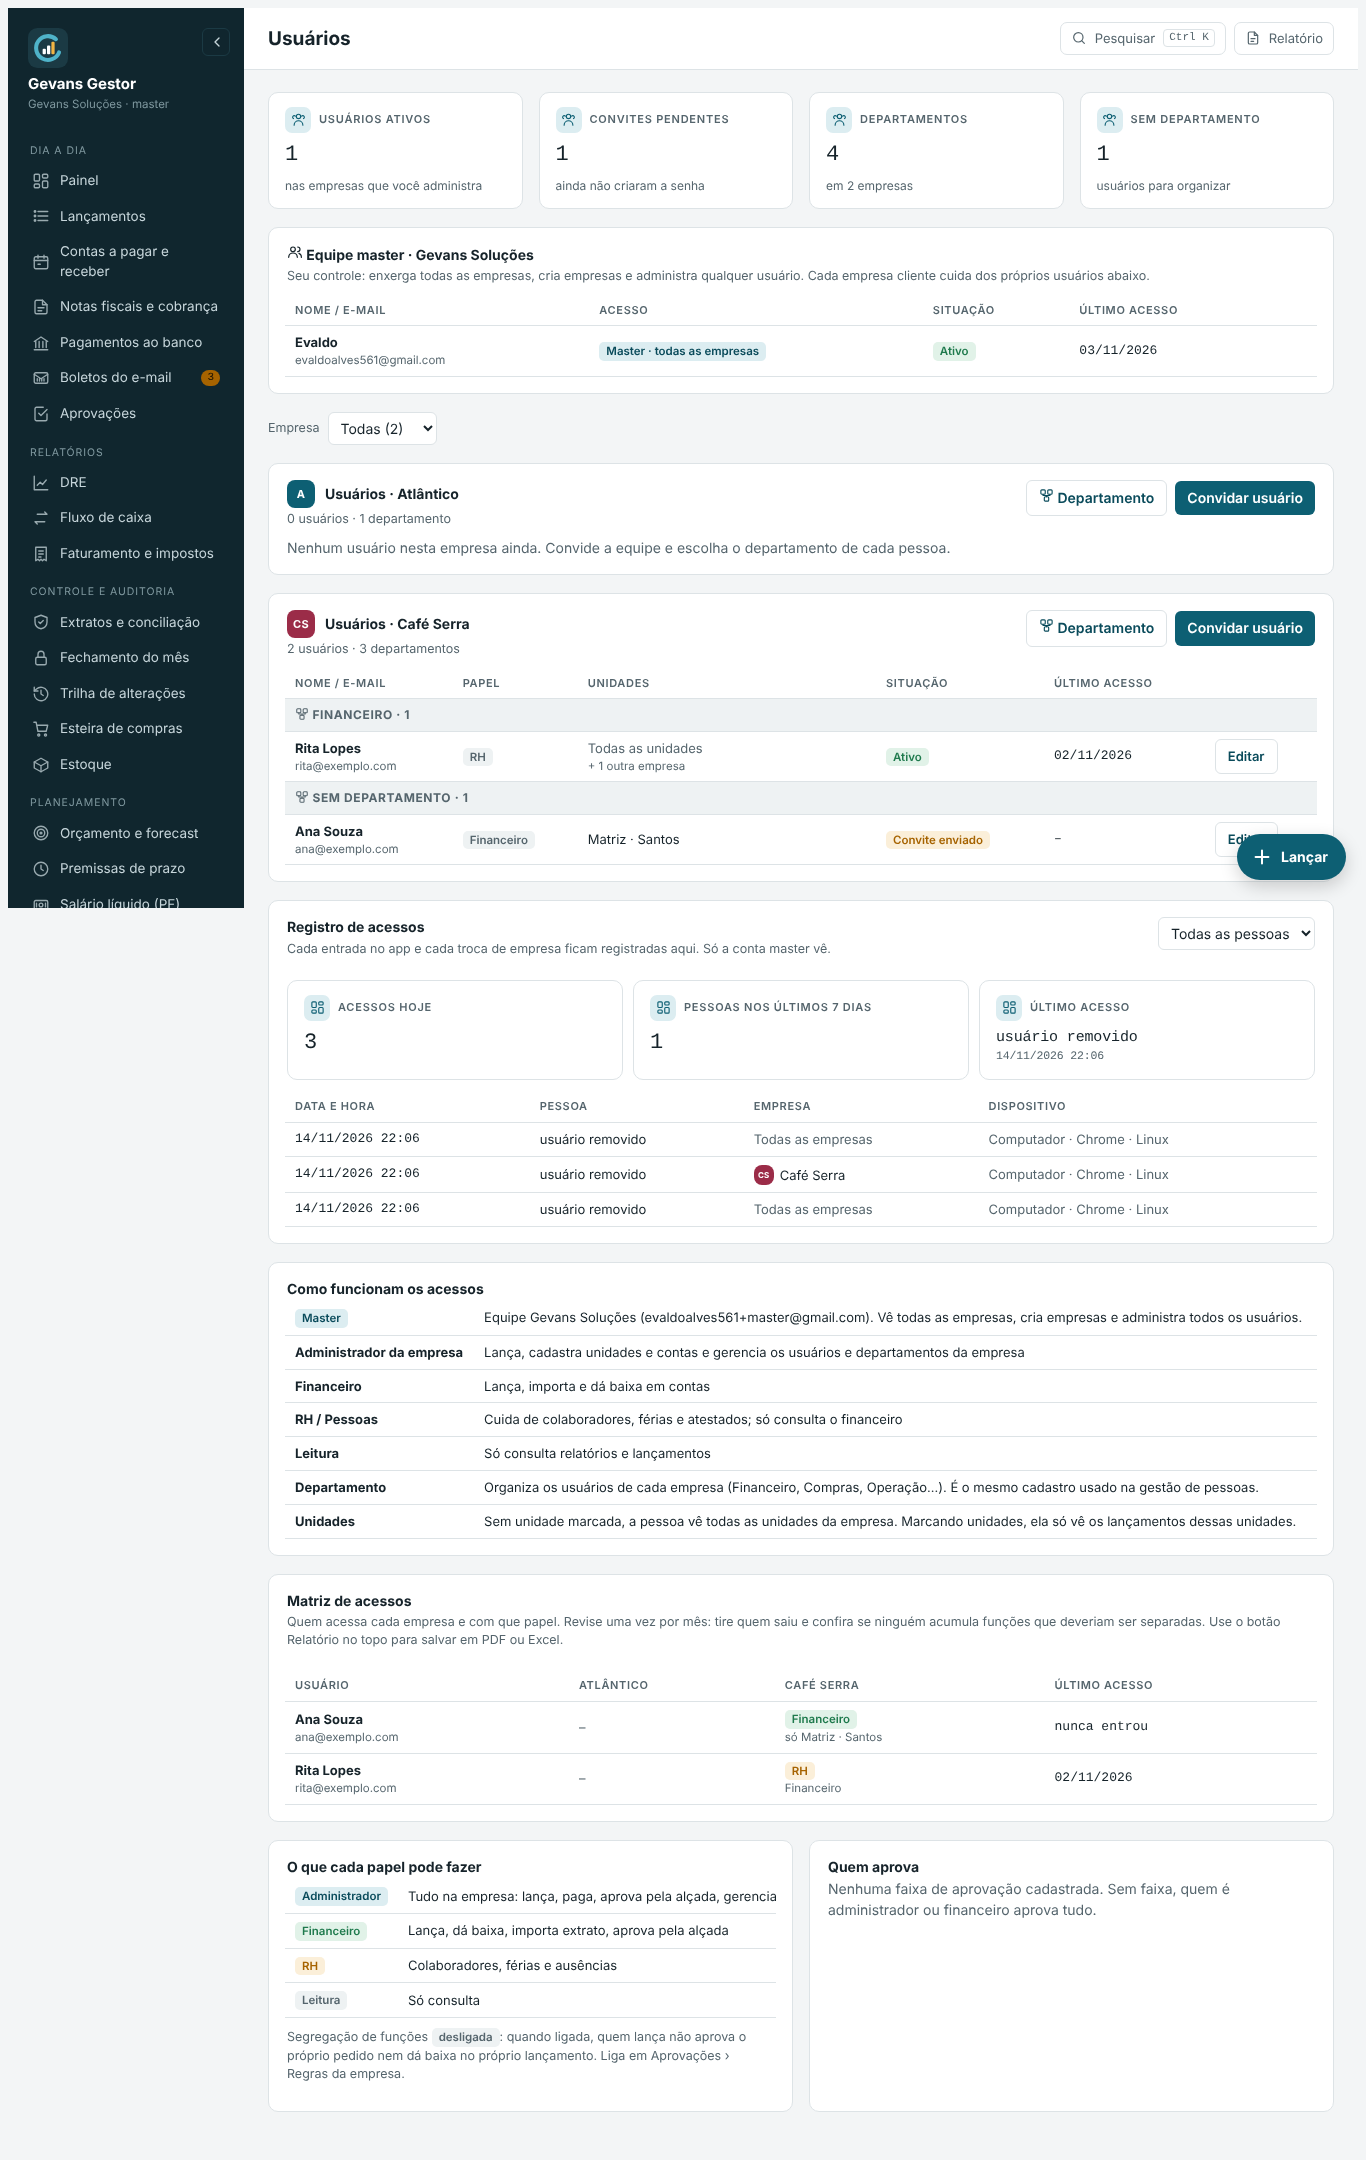 Gevans Gestor
Gevans Soluções · master
DIA A DIA
Painel
Lançamentos
Contas a pagar e
receber
Notas fiscais e cobrança
Pagamentos ao banco
Boletos do e-mail 3
Aprovações
RELATÓRIOS
DRE
Fluxo de caixa
Faturamento e impostos
CONTROLE E AUDITORIA
Extratos e conciliação
Fechamento do mês
Trilha de alterações
Esteira de compras
Estoque
PLANEJAMENTO
Orçamento e forecast
Premissas de prazo
Salário líquido (PF)
Usuários
Pesquisar Ctrl K
Relatório
USUÁRIOS ATIVOS
1
nas empresas que você administra
CONVITES PENDENTES
1
ainda não criaram a senha
DEPARTAMENTOS
4
em 2 empresas
SEM DEPARTAMENTO
1
usuários para organizar
Equipe master · Gevans Soluções
Seu controle: enxerga todas as empresas, cria empresas e administra qualquer usuário. Cada empresa cliente cuida dos próprios usuários abaixo.
NOME / E-MAIL ACESSO SITUAÇÃO ÚLTIMO ACESSO
Evaldo
evaldoalves561@gmail.com
Master · todas as empresas
Ativo
03/11/2026
Empresa Todas (2)
A Usuários · Atlântico
0 usuários · 1 departamento
Departamento
Convidar usuário
Nenhum usuário nesta empresa ainda. Convide a equipe e escolha o departamento de cada pessoa.
CS Usuários · Café Serra
2 usuários · 3 departamentos
Departamento
Convidar usuário
NOME / E-MAIL PAPEL UNIDADES SITUAÇÃO ÚLTIMO ACESSO
FINANCEIRO · 1
Rita Lopes
rita@exemplo.com
RH
Todas as unidades
+ 1 outra empresa
Ativo
02/11/2026
Editar
SEM DEPARTAMENTO · 1
Ana Souza
ana@exemplo.com
Financeiro
Matriz · Santos
Convite enviado
–
Lançar
Registro de acessos
Cada entrada no app e cada troca de empresa ficam registradas aqui. Só a conta master vê.
Todas as pessoas
ACESSOS HOJE
3
PESSOAS NOS ÚLTIMOS 7 DIAS
1
ÚLTIMO ACESSO
usuário removido
14/11/2026 22:06
DATA E HORA PESSOA EMPRESA DISPOSITIVO
14/11/2026 22:06 usuário removido Todas as empresas Computador · Chrome · Linux
14/11/2026 22:06 usuário removido CS Café Serra Computador · Chrome · Linux
14/11/2026 22:06 usuário removido Todas as empresas Computador · Chrome · Linux
Como funcionam os acessos
Master Equipe Gevans Soluções (evaldoalves561+master@gmail.com). Vê todas as empresas, cria empresas e administra todos os usuários.
Administrador da empresa Lança, cadastra unidades e contas e gerencia os usuários e departamentos da empresa
Financeiro Lança, importa e dá baixa em contas
RH / Pessoas Cuida de colaboradores, férias e atestados; só consulta o financeiro
Leitura Só consulta relatórios e lançamentos
Departamento Organiza os usuários de cada empresa (Financeiro, Compras, Operação...). É o mesmo cadastro usado na gestão de pessoas.
Unidades Sem unidade marcada, a pessoa vê todas as unidades da empresa. Marcando unidades, ela só vê os lançamentos dessas unidades.
Matriz de acessos
Quem acessa cada empresa e com que papel. Revise uma vez por mês: tire quem saiu e confira se ninguém acumula funções que deveriam ser separadas. Use o botão
Relatório no topo para salvar em PDF ou Excel.
USUÁRIO ATLÂNTICO CAFÉ SERRA ÚLTIMO ACESSO
Ana Souza
ana@exemplo.com
–
Financeiro
só Matriz · Santos
nunca entrou
Rita Lopes
rita@exemplo.com
–
RH
Financeiro
02/11/2026
O que cada papel pode fazer
Administrador Tudo na empresa: lança, paga, aprova pela alçada, gerencia
Financeiro Lança, dá baixa, importa extrato, aprova pela alçada
RH Colaboradores, férias e ausências
Leitura Só consulta
Segregação de funções desligada: quando ligada, quem lança não aprova o
próprio pedido nem dá baixa no próprio lançamento. Liga em Aprovações ›
Regras da empresa.
Quem aprova
Nenhuma faixa de aprovação cadastrada. Sem faixa, quem é
administrador ou financeiro aprova tudo.